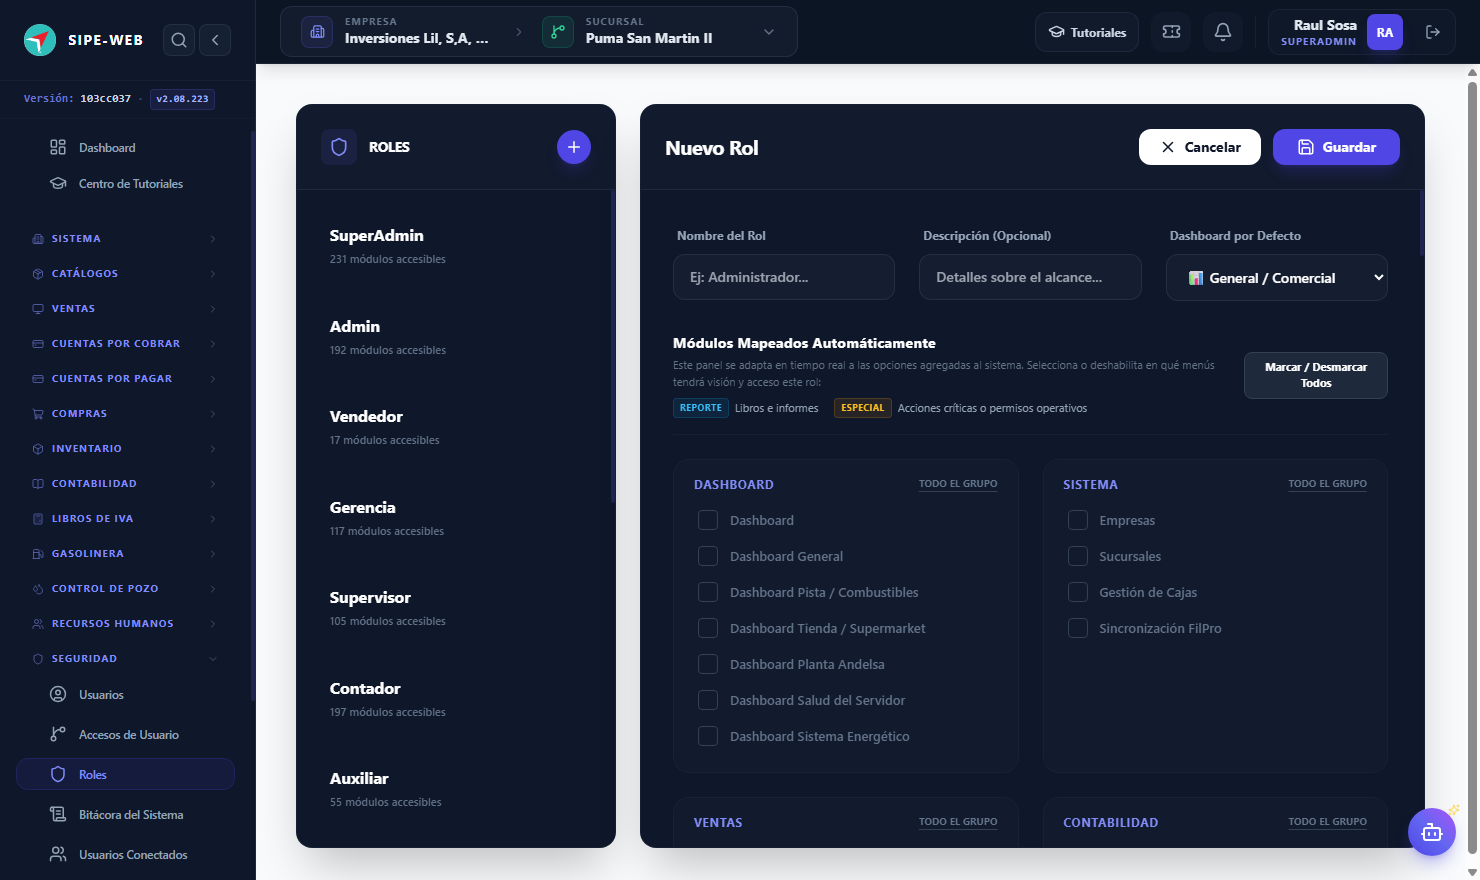 SIPE-WEB
Versión: 103cc037 · v2.08.223
Dashboard
Centro de Tutoriales
SISTEMA
CATÁLOGOS
VENTAS
CUENTAS POR COBRAR
CUENTAS POR PAGAR
COMPRAS
INVENTARIO
CONTABILIDAD
LIBROS DE IVA
GASOLINERA
CONTROL DE POZO
RECURSOS HUMANOS
SEGURIDAD
Usuarios
Accesos de Usuario
Roles
Bitácora del Sistema
Usuarios Conectados
EMPRESA
Inversiones Lil, S,A, ...
SUCURSAL
Puma San Martin II
Tutoriales
Raul Sosa
SUPERADMIN
RA
ROLES
SuperAdmin
231 módulos accesibles
Admin
192 módulos accesibles
Vendedor
17 módulos accesibles
Gerencia
117 módulos accesibles
Supervisor
105 módulos accesibles
Contador
197 módulos accesibles
Auxiliar
55 módulos accesibles
Nuevo Rol
Cancelar
Guardar
Nombre del Rol
Ej: Administrador...
Descripción (Opcional)
Detalles sobre el alcance...
Dashboard por Defecto
General / Comercial
Módulos Mapeados Automáticamente
Este panel se adapta en tiempo real a las opciones agregadas al sistema. Selecciona o deshabilita en qué menús
tendrá visión y acceso este rol:
REPORTE Libros e informes ESPECIAL Acciones críticas o permisos operativos
Marcar / Desmarcar
Todos
DASHBOARD
TODO EL GRUPO
Dashboard
Dashboard General
Dashboard Pista / Combustibles
Dashboard Tienda / Supermarket
Dashboard Planta Andelsa
Dashboard Salud del Servidor
Dashboard Sistema Energético
SISTEMA
TODO EL GRUPO
Empresas
Sucursales
Gestión de Cajas
Sincronización FilPro
VENTAS
TODO EL GRUPO
CONTABILIDAD
TODO EL GRUPO